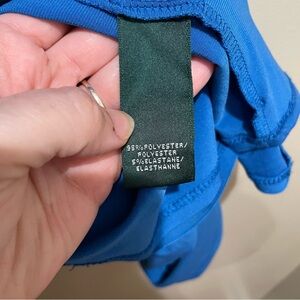 95%POLYESTER/
POLYESTER
5%ELASTANE/
ELASTHANNE